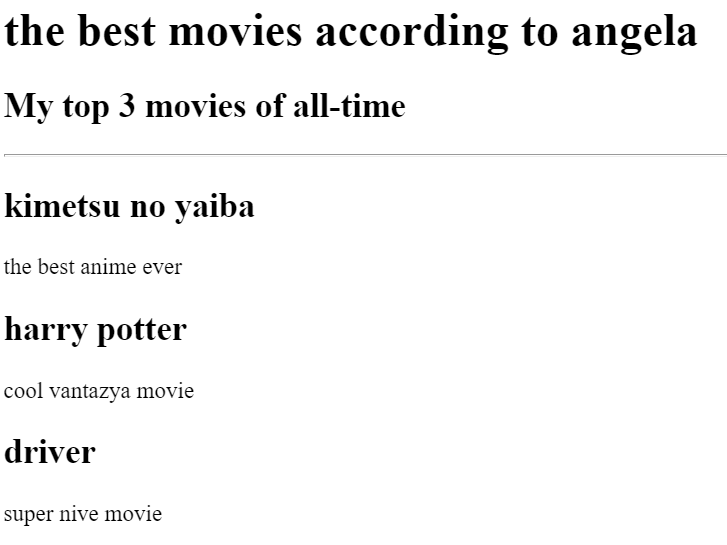 the best movies according to angela
My top 3 movies of all-time
kimetsu no yaiba
the best anime ever
harry potter
cool vantazya movie
driver
super nive movie